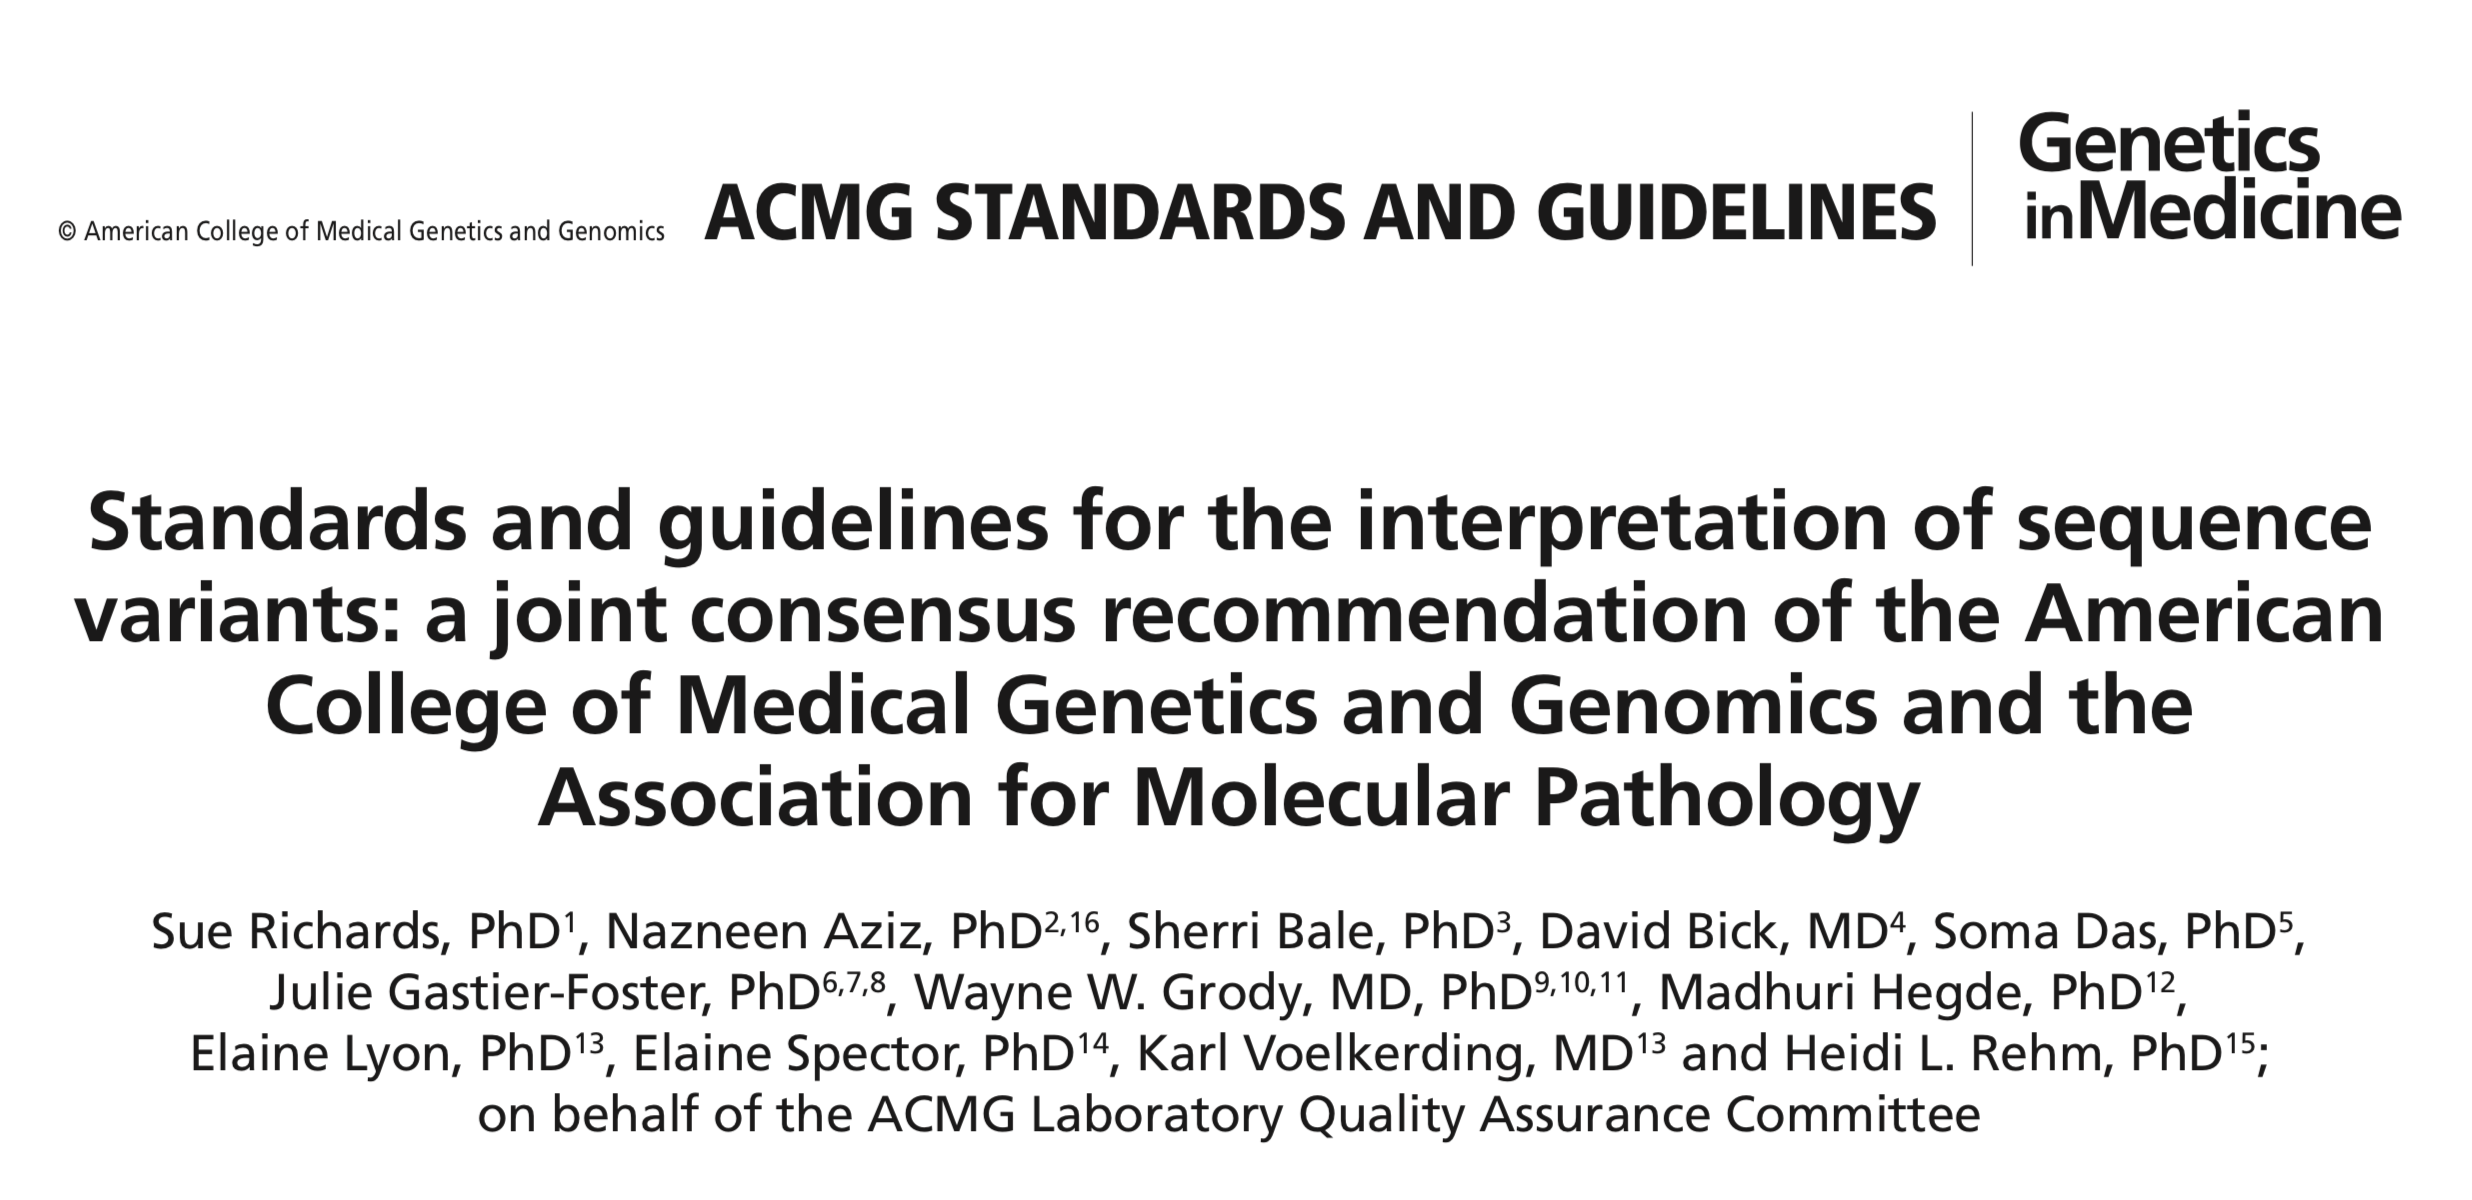 © American College of Medical Genetics and Genomics
ACMG STANDARDS AND GUIDELINES
Genetics
inMedicine
Standards and guidelines for the interpretation of sequence
variants: a joint consensus recommendation of the American
College of Medical Genetics and Genomics and the
Association for Molecular Pathology
Sue Richards, PhD¹, Nazneen Aziz, PhD²,¹⁶, Sherri Bale, PhD³, David Bick, MD⁴, Soma Das, PhD⁵,
Julie Gastier-Foster, PhD⁶,⁷,⁸, Wayne W. Grody, MD, PhD⁹,¹⁰,¹¹, Madhuri Hegde, PhD¹²,
Elaine Lyon, PhD¹³, Elaine Spector, PhD¹⁴, Karl Voelkerding, MD¹³ and Heidi L. Rehm, PhD¹⁵;
on behalf of the ACMG Laboratory Quality Assurance Committee